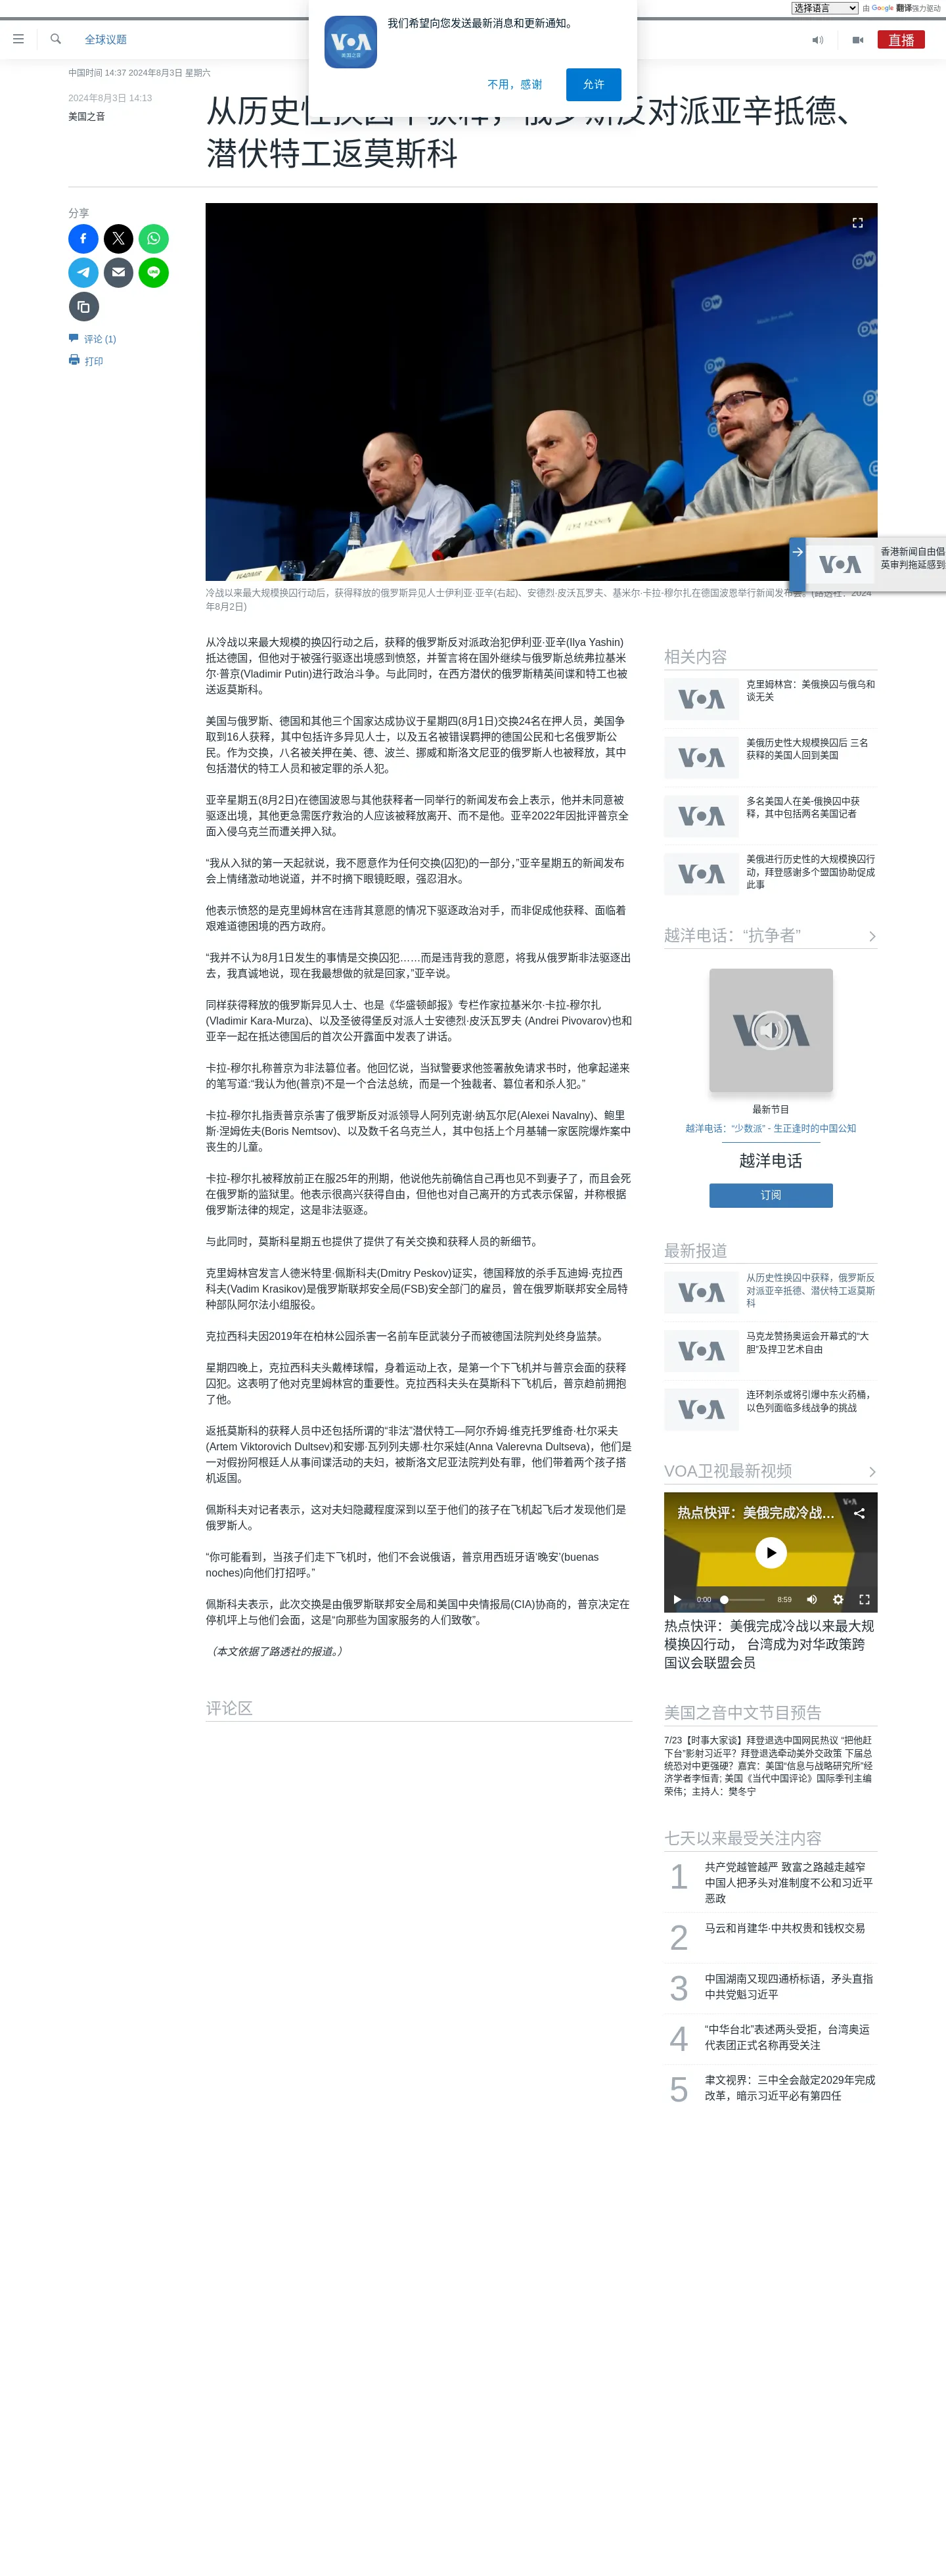 选择语言 由 Google 翻译强力驱动
全球议题
直播
VOA
美国之音
我们希望向您发送最新消息和更新通知。
不用，感谢
允许
中国时间 14:37 2024年8月3日 星期六
2024年8月3日 14:13
美国之音
从历史性换囚中获释，俄罗斯反对派亚辛抵德、
潜伏特工返莫斯科
分享
评论 (1)
打印
DW
VLADIMIR
香港新闻自由倡
英审判拖延感到
冷战以来最大规模换囚行动后，获得释放的俄罗斯异见人士伊利亚·亚辛(右起)、安德烈·皮沃瓦罗夫、基米尔·卡拉-穆尔扎在德国波恩举行新闻发布会。(路透社：2024
年8月2日)
从冷战以来最大规模的换囚行动之后，获释的俄罗斯反对派政治犯伊利亚·亚辛(Ilya Yashin)
抵达德国，但他对于被强行驱逐出境感到愤怒，并誓言将在国外继续与俄罗斯总统弗拉基米
尔·普京(Vladimir Putin)进行政治斗争。与此同时，在西方潜伏的俄罗斯精英间谍和特工也被
送返莫斯科。
美国与俄罗斯、德国和其他三个国家达成协议于星期四(8月1日)交换24名在押人员，美国争
取到16人获释，其中包括许多异见人士，以及五名被错误羁押的德国公民和七名俄罗斯公
民。作为交换，八名被关押在美、德、波兰、挪威和斯洛文尼亚的俄罗斯人也被释放，其中
包括潜伏的特工人员和被定罪的杀人犯。
亚辛星期五(8月2日)在德国波恩与其他获释者一同举行的新闻发布会上表示，他并未同意被
驱逐出境，其他更急需医疗救治的人应该被释放离开、而不是他。亚辛2022年因批评普京全
面入侵乌克兰而遭关押入狱。
“我从入狱的第一天起就说，我不愿意作为任何交换(囚犯)的一部分，”亚辛星期五的新闻发布
会上情绪激动地说道，并不时摘下眼镜眨眼，强忍泪水。
他表示愤怒的是克里姆林宫在违背其意愿的情况下驱逐政治对手，而非促成他获释、面临着
艰难道德困境的西方政府。
“我并不认为8月1日发生的事情是交换囚犯……而是违背我的意愿，将我从俄罗斯非法驱逐出
去，我真诚地说，现在我最想做的就是回家，”亚辛说。
同样获得释放的俄罗斯异见人士、也是《华盛顿邮报》专栏作家拉基米尔·卡拉-穆尔扎
(Vladimir Kara-Murza)、以及圣彼得堡反对派人士安德烈·皮沃瓦罗夫 (Andrei Pivovarov)也和
亚辛一起在抵达德国后的首次公开露面中发表了讲话。
卡拉-穆尔扎称普京为非法篡位者。他回忆说，当狱警要求他签署赦免请求书时，他拿起递来
的笔写道:“我认为他(普京)不是一个合法总统，而是一个独裁者、篡位者和杀人犯。”
卡拉-穆尔扎指责普京杀害了俄罗斯反对派领导人阿列克谢·纳瓦尔尼(Alexei Navalny)、鲍里
斯·涅姆佐夫(Boris Nemtsov)、以及数千名乌克兰人，其中包括上个月基辅一家医院爆炸案中
丧生的儿童。
卡拉-穆尔扎被释放前正在服25年的刑期，他说他先前确信自己再也见不到妻子了，而且会死
在俄罗斯的监狱里。他表示很高兴获得自由，但他也对自己离开的方式表示保留，并称根据
俄罗斯法律的规定，这是非法驱逐。
与此同时，莫斯科星期五也提供了提供了有关交换和获释人员的新细节。
克里姆林宫发言人德米特里·佩斯科夫(Dmitry Peskov)证实，德国释放的杀手瓦迪姆·克拉西
科夫(Vadim Krasikov)是俄罗斯联邦安全局(FSB)安全部门的雇员，曾在俄罗斯联邦安全局特
种部队阿尔法小组服役。
克拉西科夫因2019年在柏林公园杀害一名前车臣武装分子而被德国法院判处终身监禁。
星期四晚上，克拉西科夫头戴棒球帽，身着运动上衣，是第一个下飞机并与普京会面的获释
囚犯。这表明了他对克里姆林宫的重要性。克拉西科夫头在莫斯科下飞机后，普京趋前拥抱
了他。
返抵莫斯科的获释人员中还包括所谓的“非法”潜伏特工—阿尔乔姆·维克托罗维奇·杜尔采夫
(Artem Viktorovich Dultsev)和安娜·瓦列列夫娜·杜尔采娃(Anna Valerevna Dultseva)，他们是
一对假扮阿根廷人从事间谍活动的夫妇，被斯洛文尼亚法院判处有罪，他们带着两个孩子搭
机返国。
佩斯科夫对记者表示，这对夫妇隐藏程度深到以至于他们的孩子在飞机起飞后才发现他们是
俄罗斯人。
“你可能看到，当孩子们走下飞机时，他们不会说俄语，普京用西班牙语‘晚安’(buenas
noches)向他们打招呼。”
佩斯科夫表示，此次交换是由俄罗斯联邦安全局和美国中央情报局(CIA)协商的，普京决定在
停机坪上与他们会面，这是“向那些为国家服务的人们致敬”。
（本文依据了路透社的报道。）
评论区
相关内容
克里姆林宫：美俄换囚与俄乌和
谈无关
美俄历史性大规模换囚后 三名
获释的美国人回到美国
多名美国人在美-俄换囚中获
释，其中包括两名美国记者
美俄进行历史性的大规模换囚行
动，拜登感谢多个盟国协助促成
此事
越洋电话：“抗争者”
最新节目
越洋电话：“少数派” - 生正逢时的中国公知
越洋电话
订阅
最新报道
从历史性换囚中获释，俄罗斯反
对派亚辛抵德、潜伏特工返莫斯
科
马克龙赞扬奥运会开幕式的“大
胆”及捍卫艺术自由
连环刺杀或将引爆中东火药桶，
以色列面临多线战争的挑战
VOA卫视最新视频
热点快评：美俄完成冷战...
0:00 8:59
热点快评：美俄完成冷战以来最大规
模换囚行动， 台湾成为对华政策跨
国议会联盟会员
美国之音中文节目预告
7/23【时事大家谈】拜登退选中国网民热议 “把他赶
下台”影射习近平？拜登退选牵动美外交政策 下届总
统恐对中更强硬？嘉宾：美国“信息与战略研究所”经
济学者李恒青; 美国《当代中国评论》国际季刊主编
荣伟；主持人：樊冬宁
七天以来最受关注内容
1 共产党越管越严 致富之路越走越窄
中国人把矛头对准制度不公和习近平
恶政
2 马云和肖建华·中共权贵和钱权交易
3 中国湖南又现四通桥标语，矛头直指
中共党魁习近平
4 “中华台北”表述两头受拒，台湾奥运
代表团正式名称再受关注
5 聿文视界：三中全会敲定2029年完成
改革，暗示习近平必有第四任